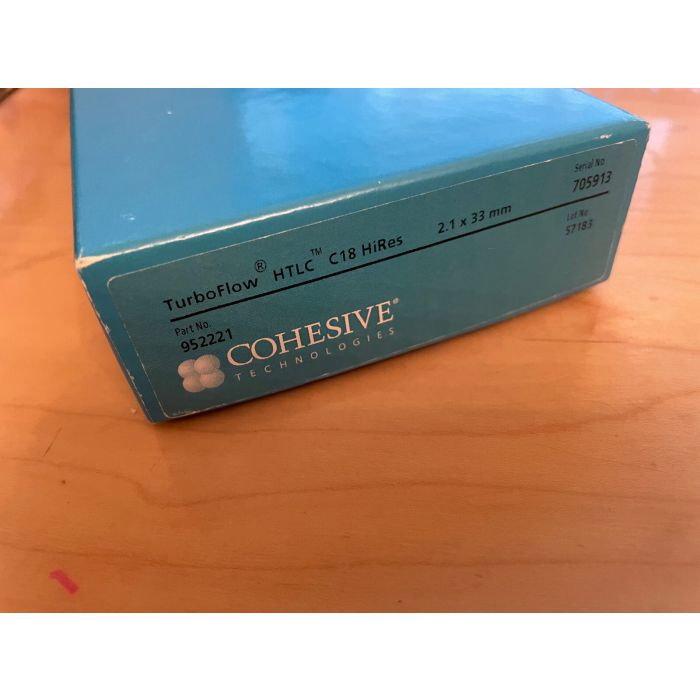 TurboFlow® HTLC™ C18 HiRes 2.1 x 33 mm
Serial No
705913
Part No.
952221
Lot No
57183
COHESIVE®
TECHNOLOGIES